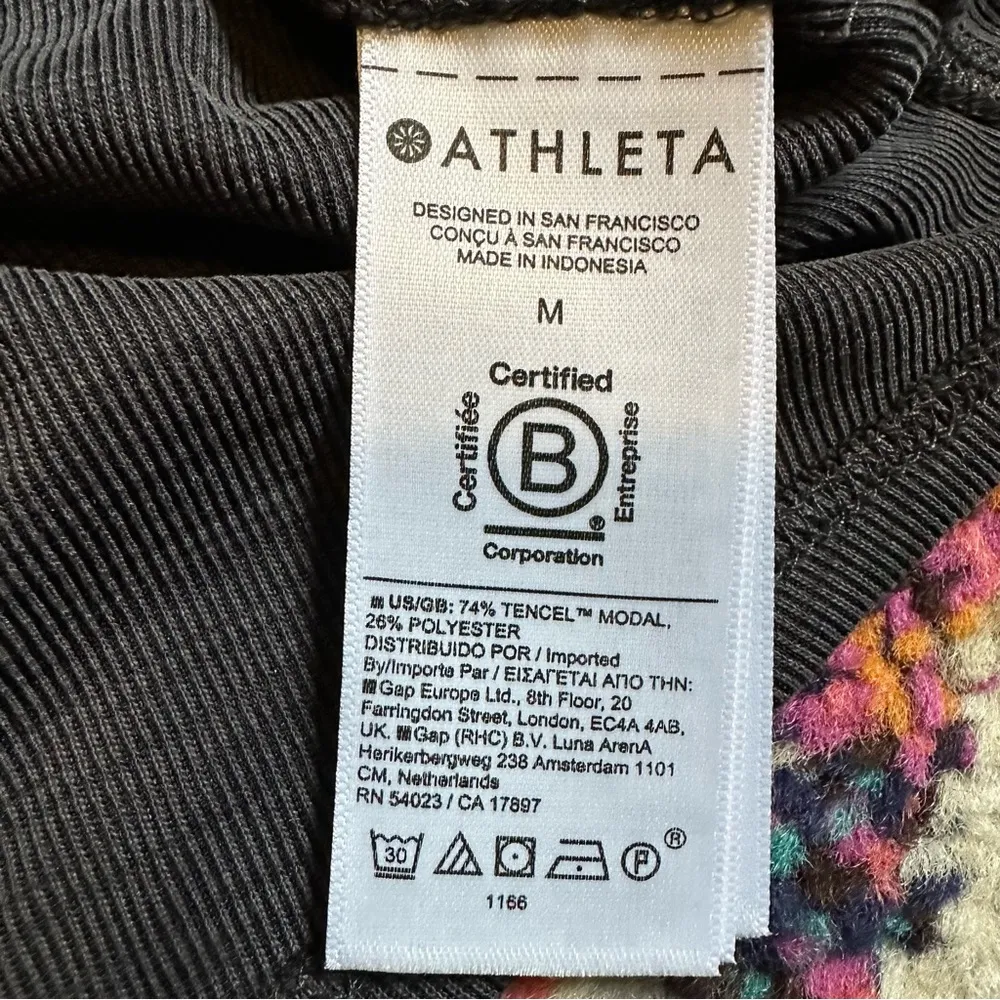 ATHLETA
DESIGNED IN SAN FRANCISCO
CONÇU À SAN FRANCISCO
MADE IN INDONESIA
M
Certified
Certifiée
B
Entreprise
®
Corporation
US/GB: 74% TENCEL™ MODAL,
26% POLYESTER
DISTRIBUIDO POR / Imported
By/Importe Par / ΕΙΣΑΓΕΤΑΙ ΑΠΟ ΤΗΝ:
Gap Europe Ltd., 8th Floor, 20
Farringdon Street, London, EC4A 4AB,
UK. Gap (RHC) B.V. Luna ArenA
Herikerbergweg 238 Amsterdam 1101
CM, Netherlands
RN 54023 / CA 17897
30 P ®
1166